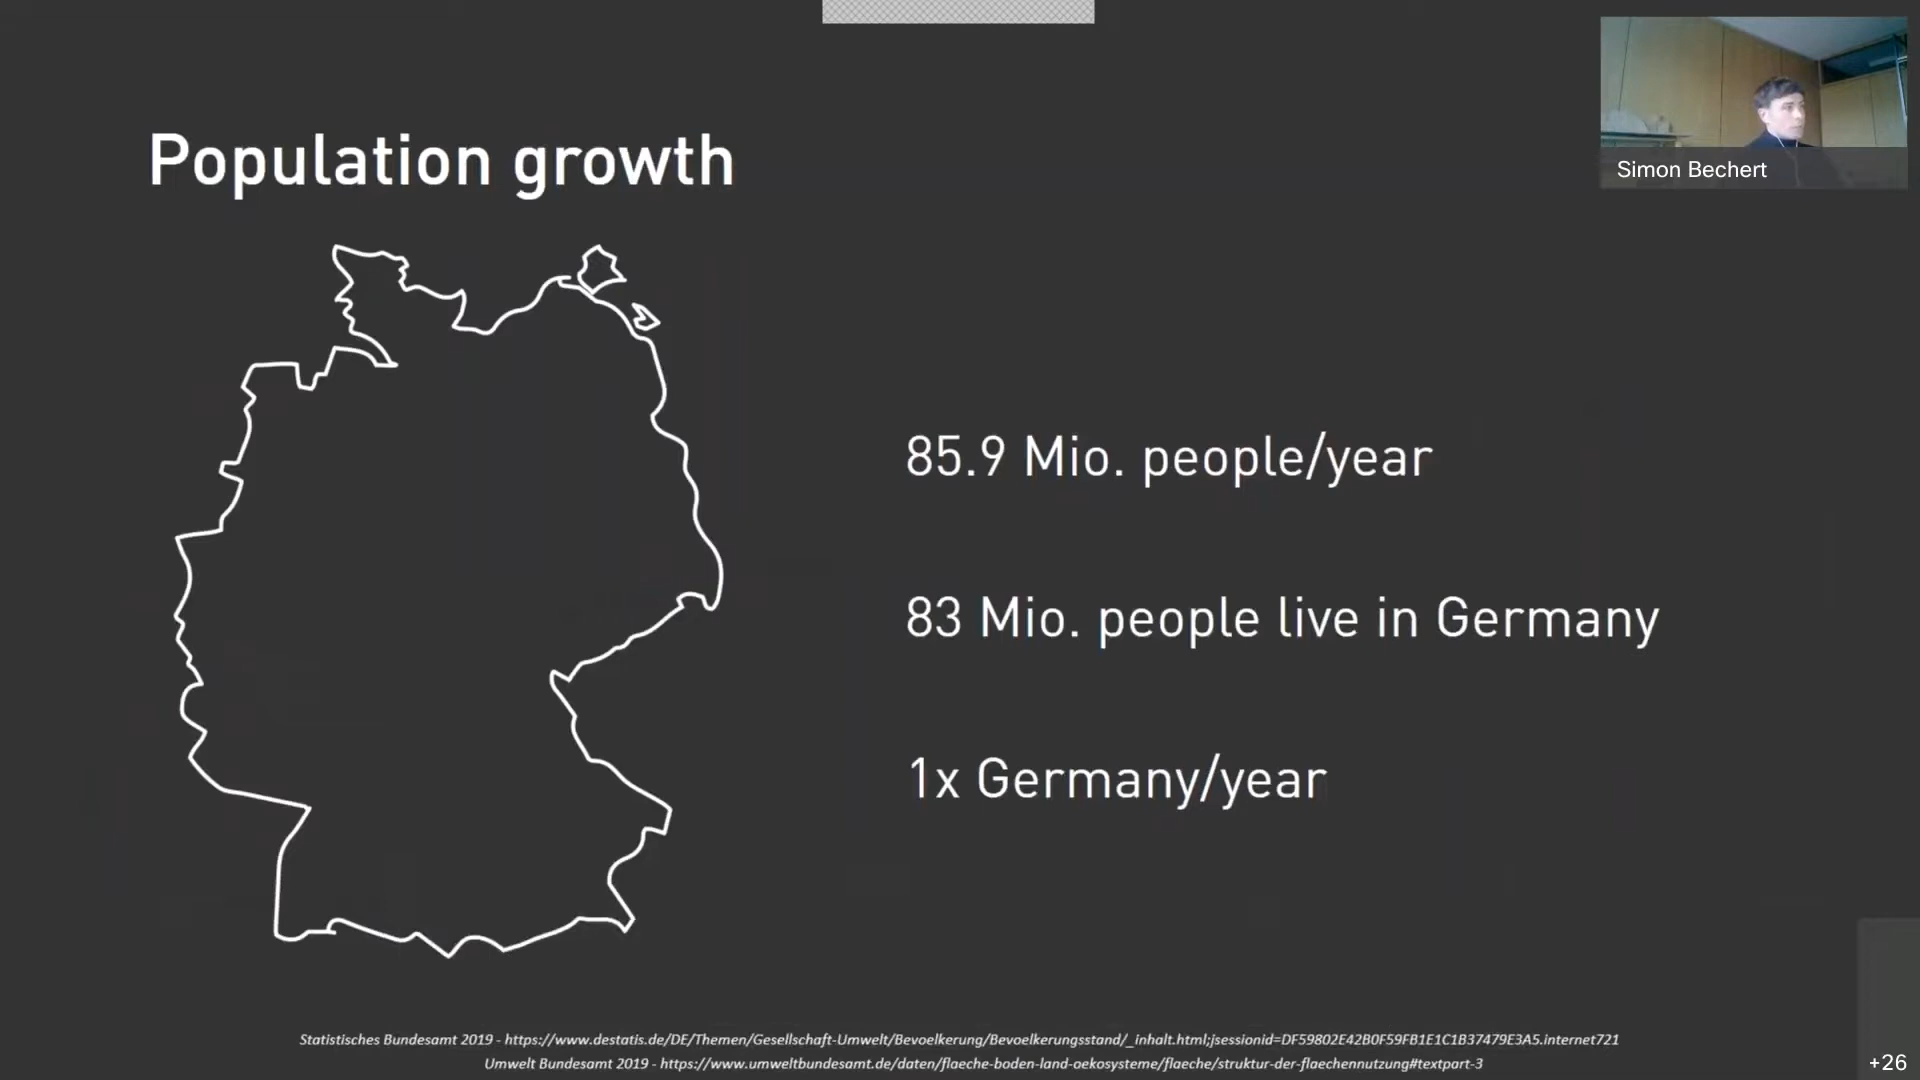 Population growth
Simon Bechert
85.9 Mio. people/year
83 Mio. people live in Germany
1x Germany/year
Statistisches Bundesamt 2019 - https://www.destatis.de/DE/Themen/Gesellschaft-Umwelt/Bevoelkerung/Bevoelkerungsstand/_inhalt.html;jsessionid=DF59802E42B0F59FB1E1C1B37479E3A5.internet721
Umwelt Bundesamt 2019 - https://www.umweltbundesamt.de/daten/flaeche-boden-land-oekosysteme/flaeche/struktur-der-flaechennutzung#textpart-3
+26